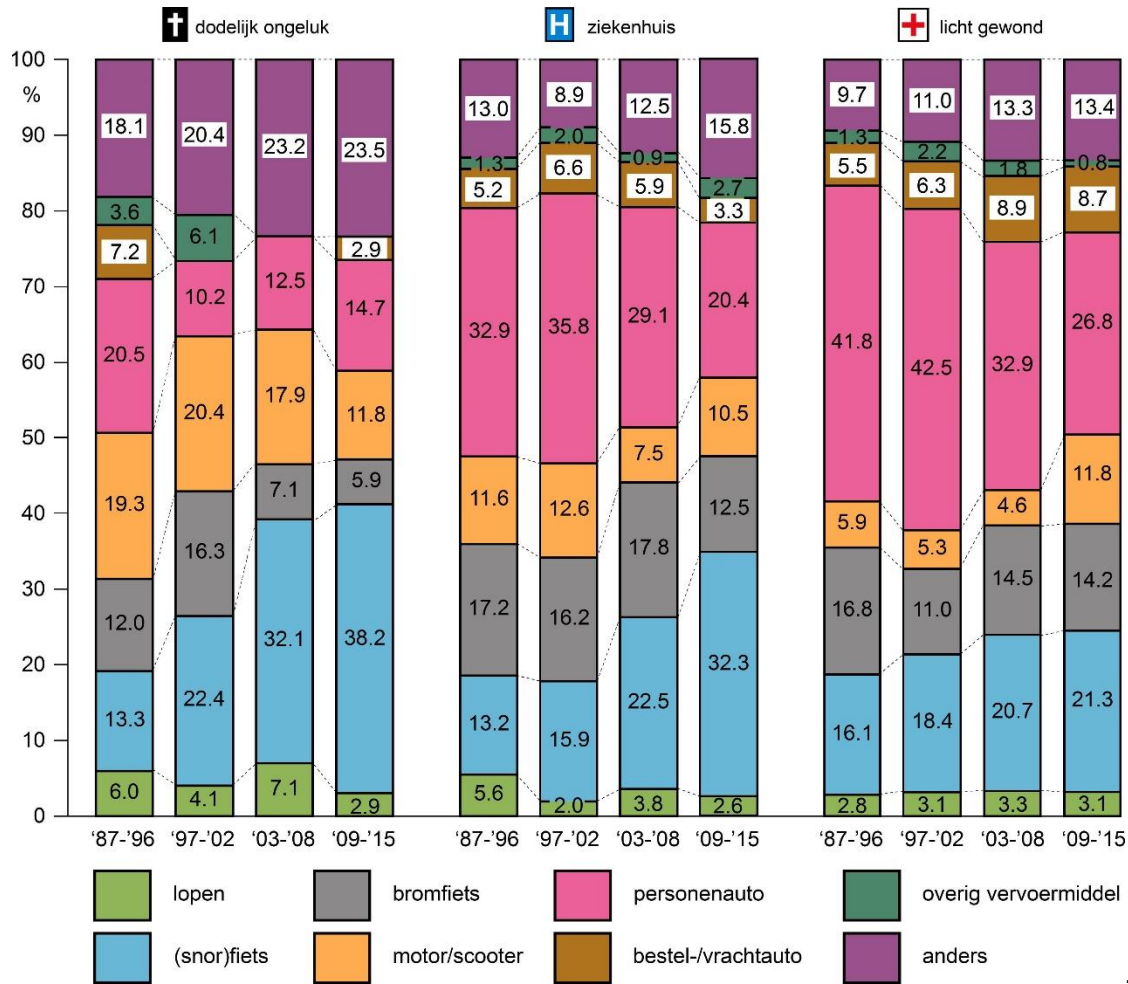 dodelijk ongeluk
H ziekenhuis
licht gewond
100
%
90
80
70
60
50
40
30
20
10
0
18.1 20.4 23.2 23.5 13.0 8.9 12.5 15.8 9.7 11.0 13.3 13.4
3.6 6.1 1.3 2.0 0.9 2.7 1.3 2.2 1.8 0.8
7.2 2.9 5.2 6.6 5.9 3.3 5.5 6.3 8.9 8.7
20.5 10.2 12.5 14.7 32.9 35.8 29.1 20.4 41.8 42.5 32.9 26.8
19.3 20.4 17.9 11.8 11.6 12.6 7.5 10.5 5.9 5.3 4.6 11.8
12.0 16.3 7.1 5.9 17.2 16.2 17.8 12.5 16.8 11.0 14.5 14.2
13.3 22.4 32.1 38.2 13.2 15.9 22.5 32.3 16.1 18.4 20.7 21.3
6.0 4.1 7.1 2.9 5.6 2.0 3.8 2.6 2.8 3.1 3.3 3.1
‘87-’96 ‘97-‘02 ‘03-‘08 ‘09-‘15 ‘87-’96 ‘97-‘02 ‘03-‘08 ‘09-‘15 ‘87-’96 ‘97-‘02 ‘03-‘08 ‘09-‘15
lopen bromfiets personenauto overig vervoermiddel
(snor)fiets motor/scooter bestel-/vrachtauto anders